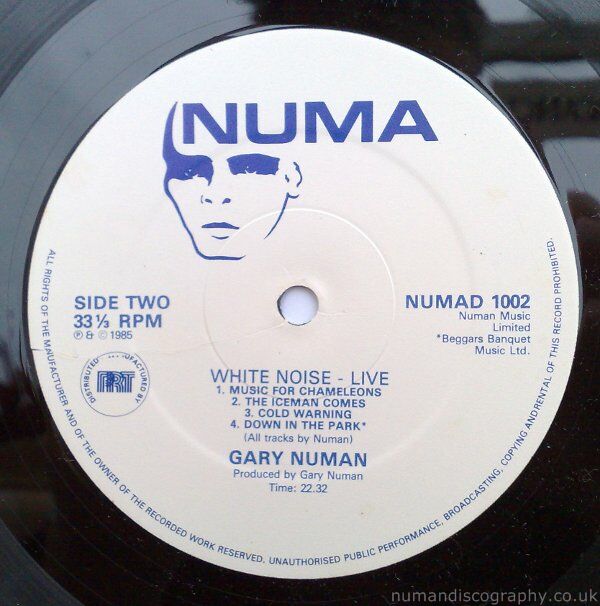 NUMA
SIDE TWO
33⅓ RPM
℗ & © 1985
NUMAD 1002
Numan Music
Limited
*Beggars Banquet
Music Ltd.
DISTRIBUTED
UFACTURED BY
PRT
WHITE NOISE - LIVE
1. MUSIC FOR CHAMELEONS
2. THE ICEMAN COMES
3. COLD WARNING
4. DOWN IN THE PARK*
(All tracks by Numan)
GARY NUMAN
Produced by Gary Numan
Time: 22.32
ALL RIGHTS OF THE MANUFACTURER AND OF THE OWNER OF THE RECORDED WORK RESERVED. UNAUTHORISED PUBLIC PERFORMANCE, BROADCASTING, COPYING AND RENTAL OF THIS RECORD PROHIBITED.
numandiscography.co.uk